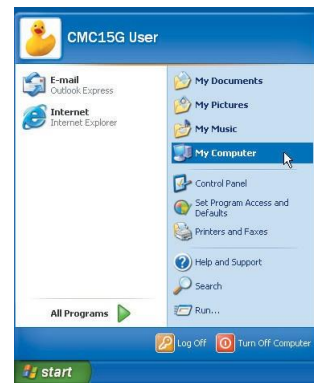 CMC15G User
E-mail
Outlook Express
Internet
Internet Explorer
All Programs
My Documents
My Pictures
My Music
My Computer
Control Panel
Set Program Access and
Defaults
Printers and Faxes
Help and Support
Search
Run...
Log Off
Turn Off Computer
start